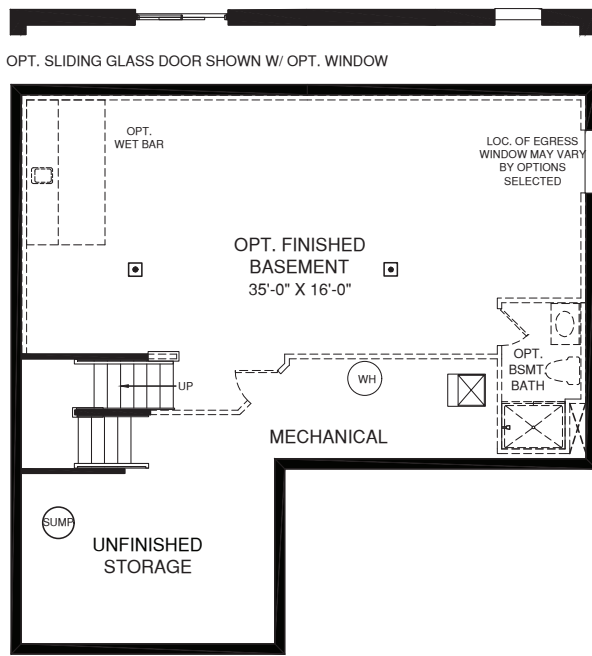 OPT. SLIDING GLASS DOOR SHOWN W/ OPT. WINDOW
OPT.
WET BAR
LOC. OF EGRESS
WINDOW MAY VARY
BY OPTIONS
SELECTED
OPT. FINISHED
BASEMENT
35'-0" X 16'-0"
OPT.
BSMT.
BATH
UP
WH
MECHANICAL
SUMP
UNFINISHED
STORAGE